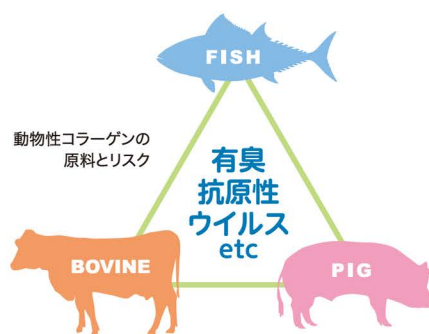 FISH
動物性コラーゲンの
原料とリスク
有臭
抗原性
ウイルス
etc
BOVINE
PIG